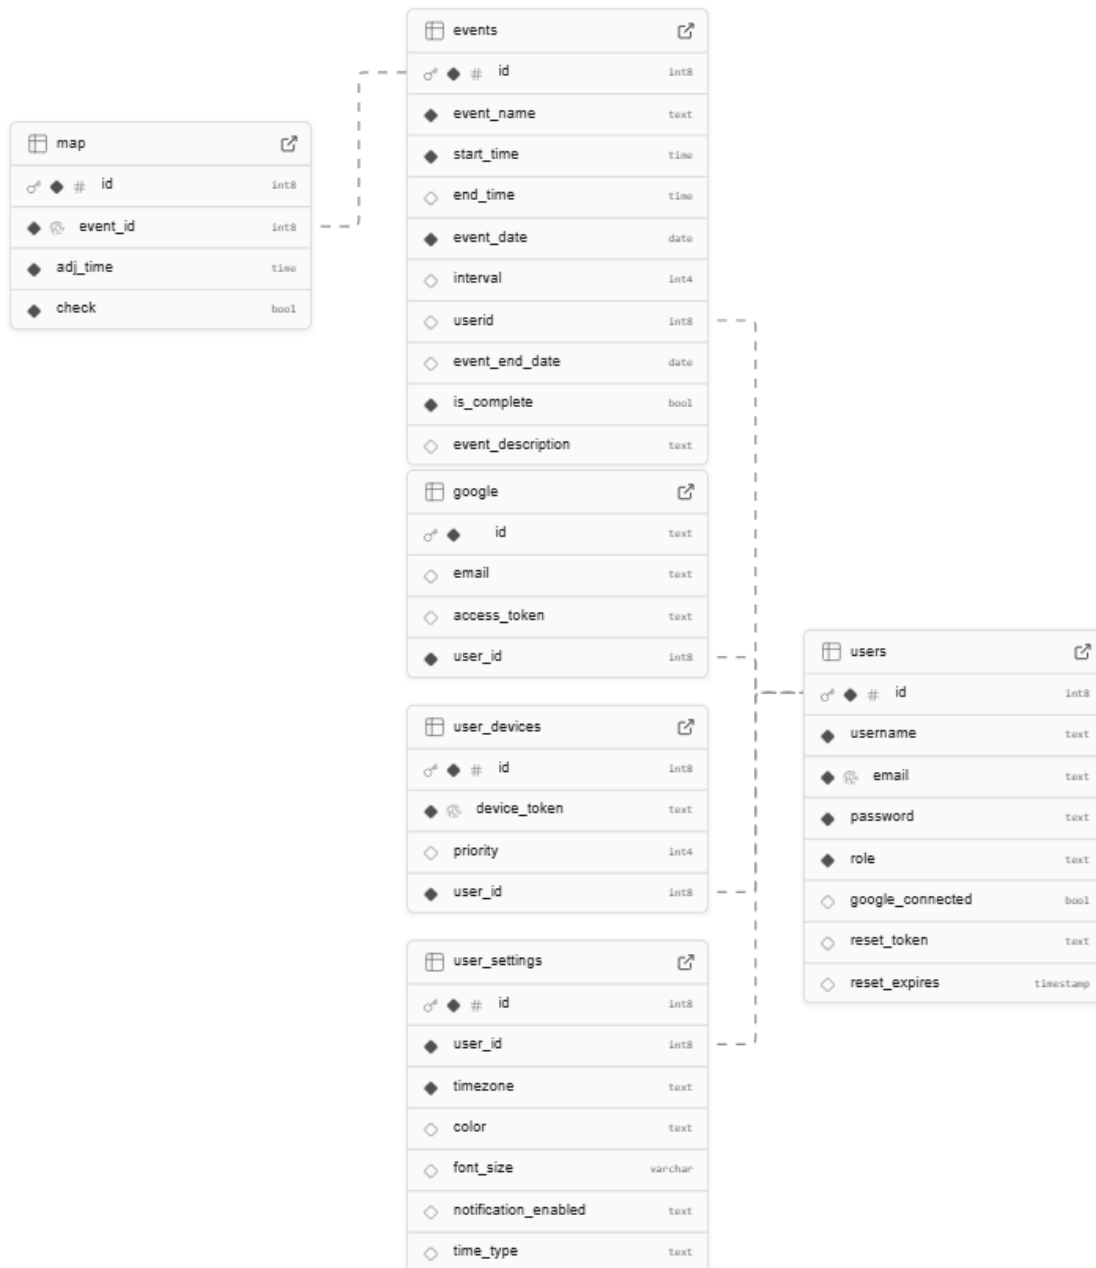 events
id int8
event_name text
start_time time
end_time time
event_date date
interval int4
userid int8
event_end_date date
is_complete bool
event_description text
map
id int8
event_id int8
adj_time time
check bool
google
id text
email text
access_token text
user_id int8
user_devices
id int8
device_token text
priority int4
user_id int8
user_settings
id int8
user_id int8
timezone text
color text
font_size varchar
notification_enabled text
time_type text
users
id int8
username text
email text
password text
role text
google_connected bool
reset_token text
reset_expires timestamp